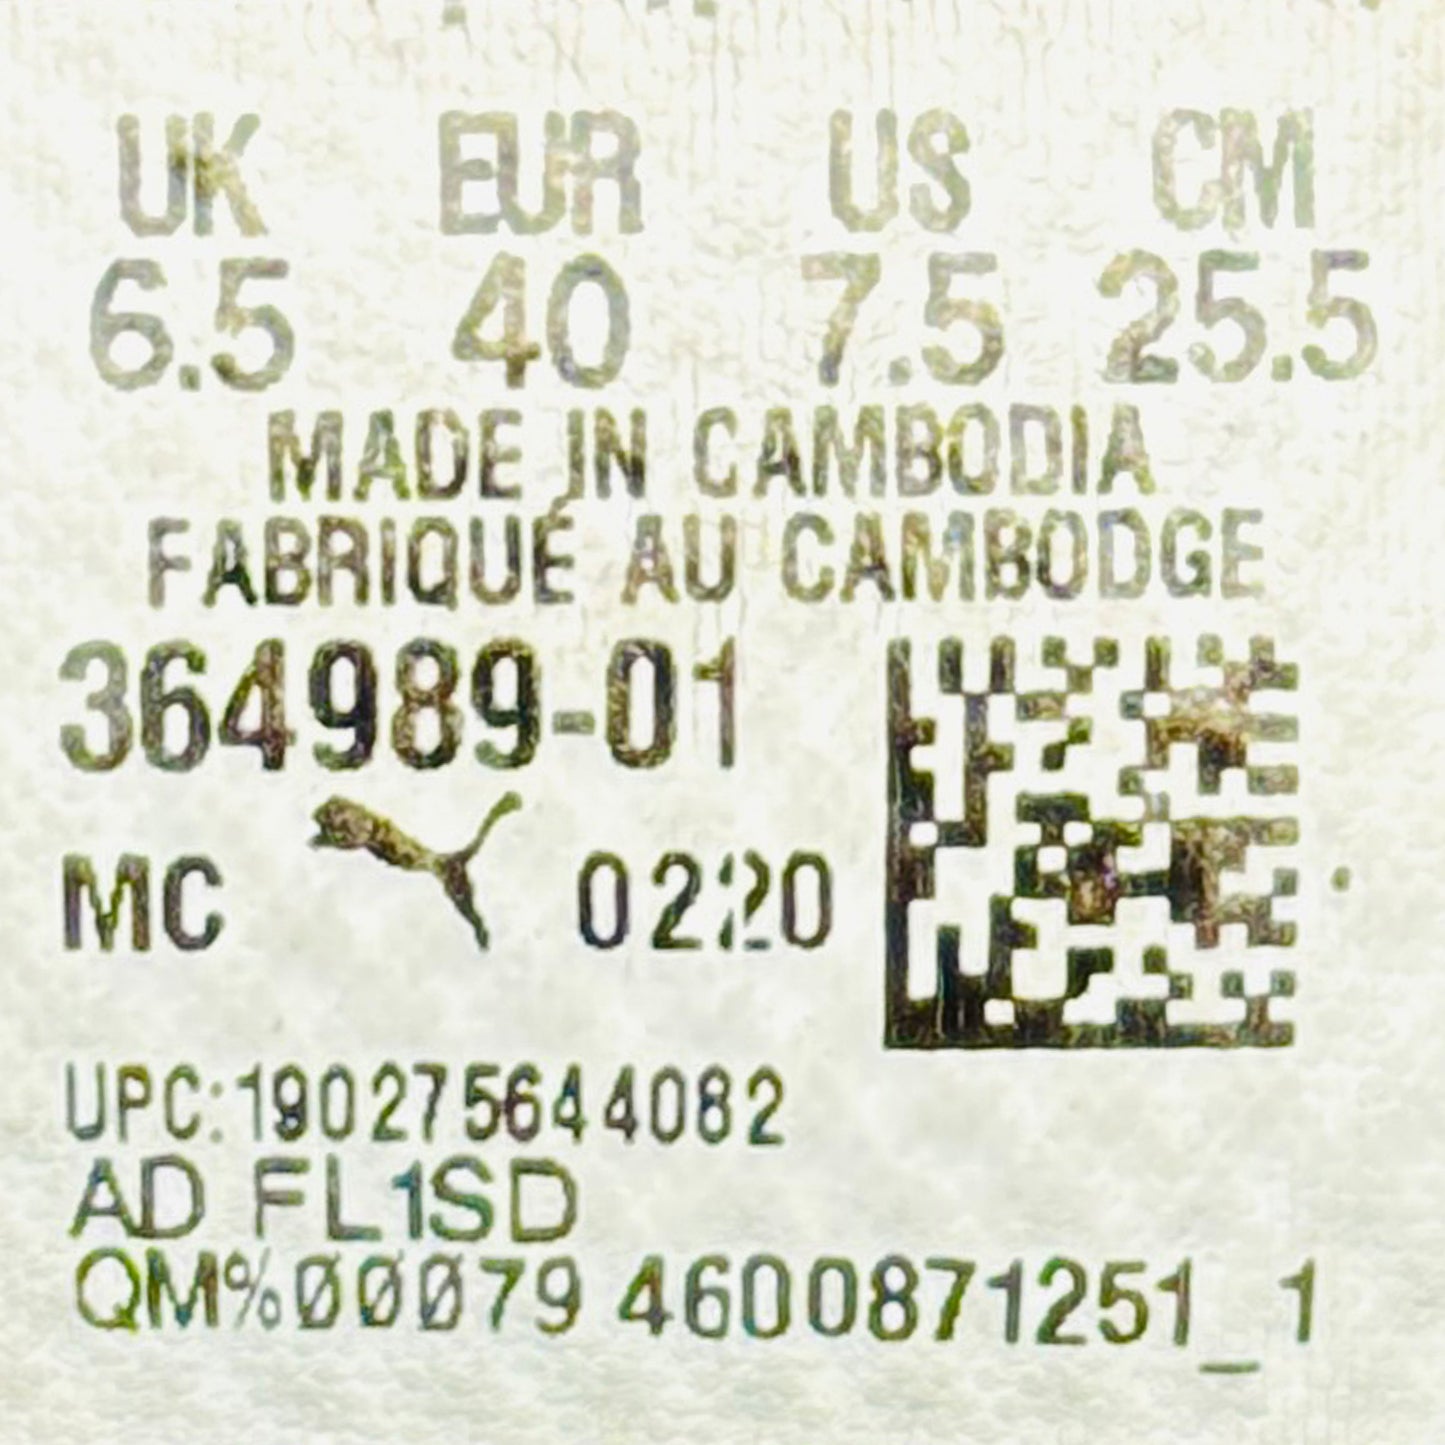 UK EUR US CM
6.5 40 7.5 25.5
MADE IN CAMBODIA
FABRIQUÉ AU CAMBODGE
364989-01
MC 0220
UPC:190275644082
AD FL1SD
QM%00079 4600871251_1